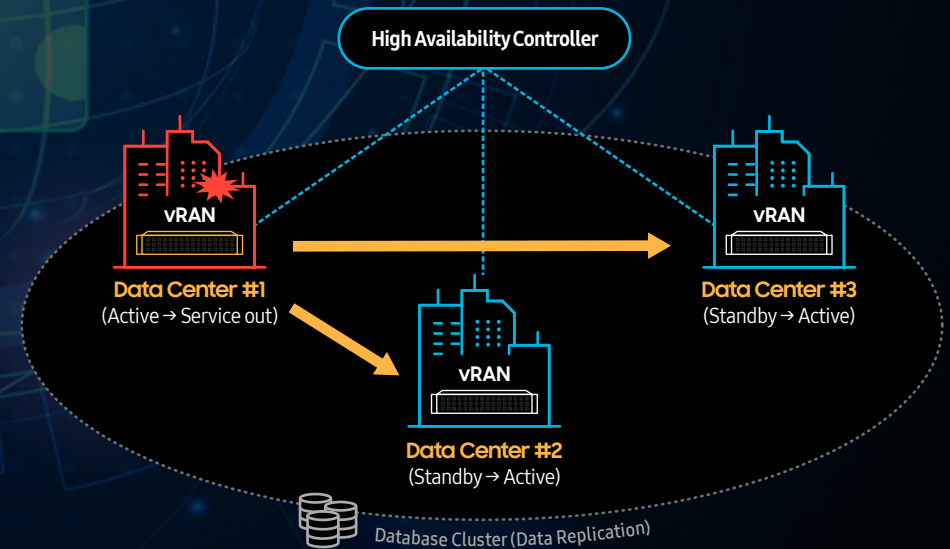 High Availability Controller
vRAN
Data Center #1
(Active → Service out)
vRAN
Data Center #3
(Standby → Active)
vRAN
Data Center #2
(Standby → Active)
Database Cluster (Data Replication)